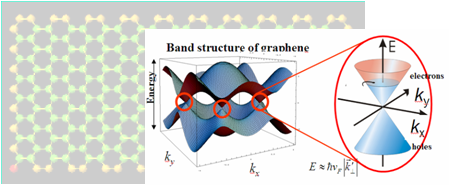 Band structure of graphene
Energy
k_y
k_x
E ≈ ħv_F |k⃗_⊥|
E
electrons
k_y
k_x
holes